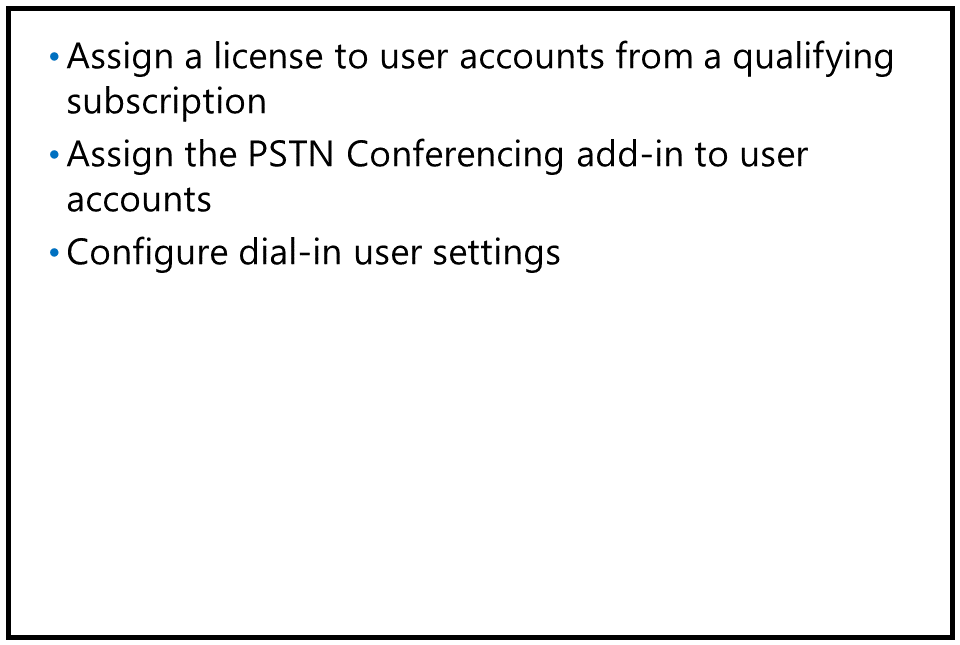 • Assign a license to user accounts from a qualifying
subscription
• Assign the PSTN Conferencing add-in to user
accounts
• Configure dial-in user settings